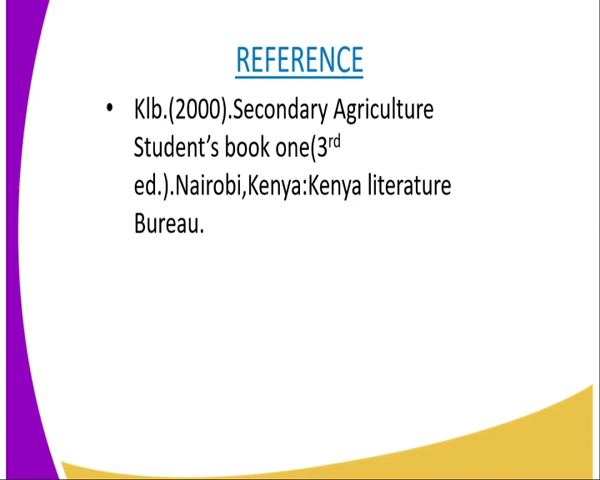 REFERENCE
• Klb.(2000).Secondary Agriculture
Student’s book one(3rd
ed.).Nairobi,Kenya:Kenya literature
Bureau.